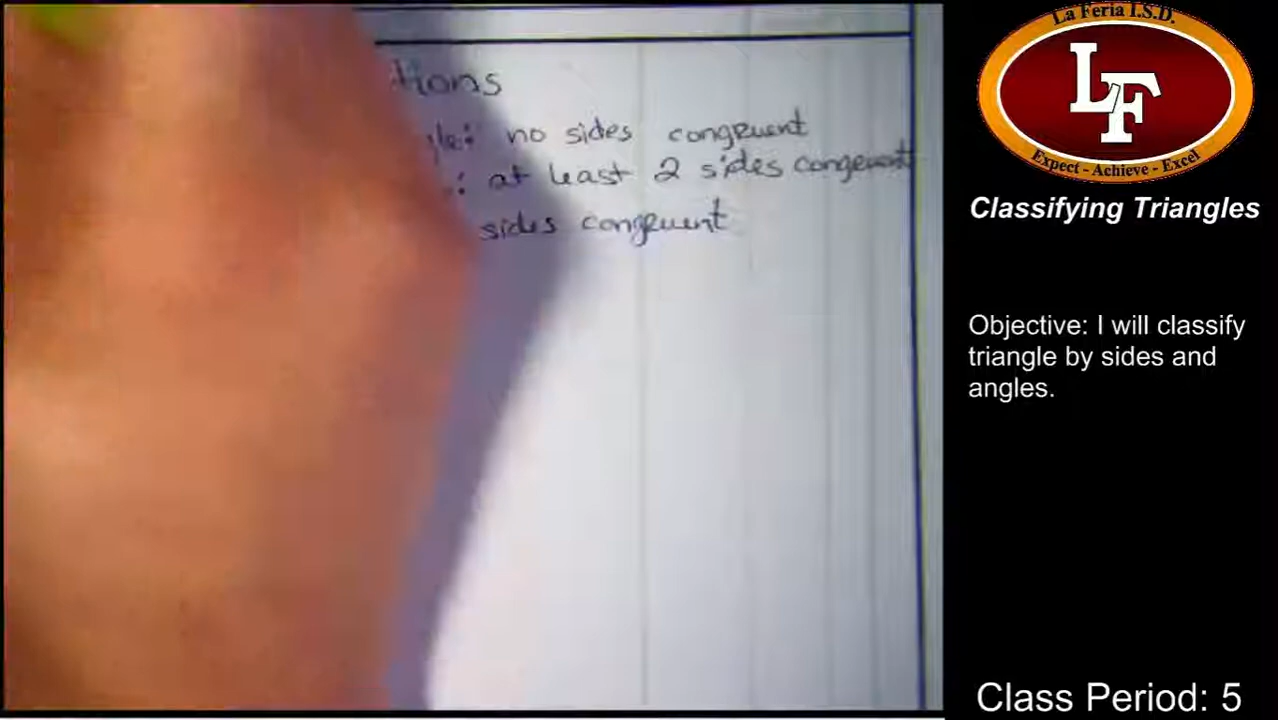 no sides congruent
: at least 2 sides congruent
sides congruent
La Feria I.S.D.
LF
Expect - Achieve - Excel
Classifying Triangles
Objective: I will classify
triangle by sides and
angles.
Class Period: 5